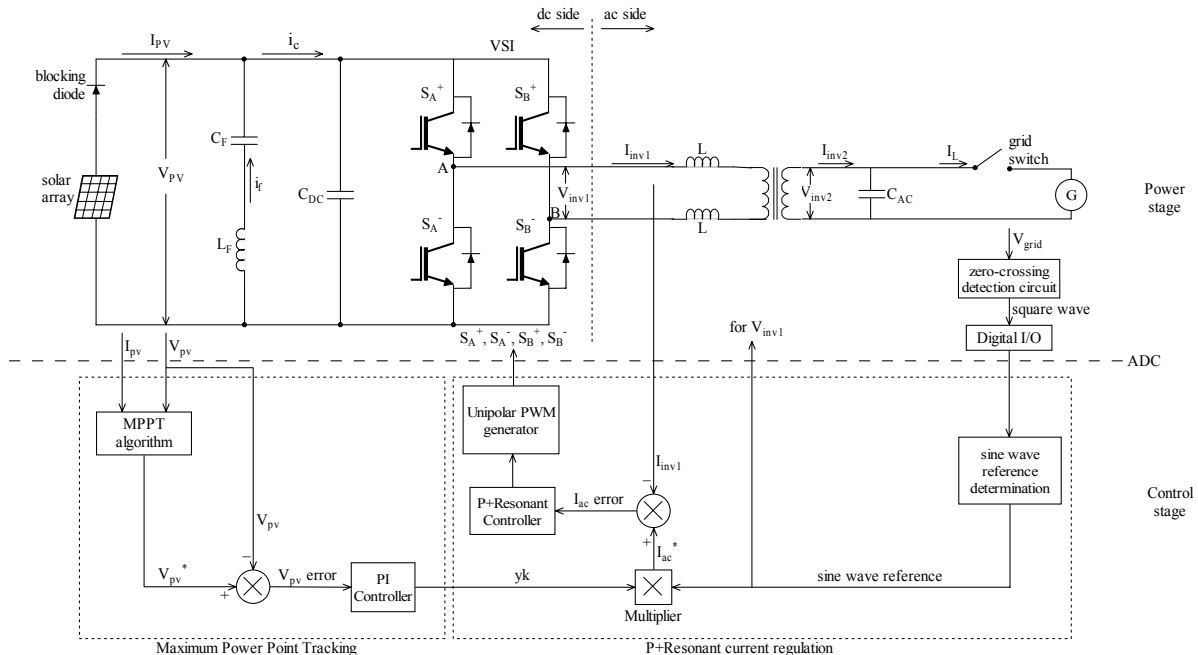 dc side
ac side
I_PV
i_c
VSI
blocking
diode
S_A^+
S_B^+
C_F
V_PV
i_f
C_DC
solar
array
L_F
A
B
S_A^-
S_B^-
I_inv1
L
V_inv1
L
I_inv2
V_inv2
C_AC
I_L
grid
switch
G
Power
stage
V_grid
zero-crossing
detection circuit
square wave
Digital I/O
S_A^+, S_A^-, S_B^+, S_B^-
for V_inv1
I_pv
V_pv
ADC
MPPT
algorithm
Unipolar PWM
generator
I_inv1
sine wave
reference
determination
P+Resonant
Controller
I_ac error
−
+
I_ac^*
Control
stage
V_pv
−
V_pv^*
+
V_pv error
PI
Controller
yk
Multiplier
sine wave reference
Maximum Power Point Tracking
P+Resonant current regulation